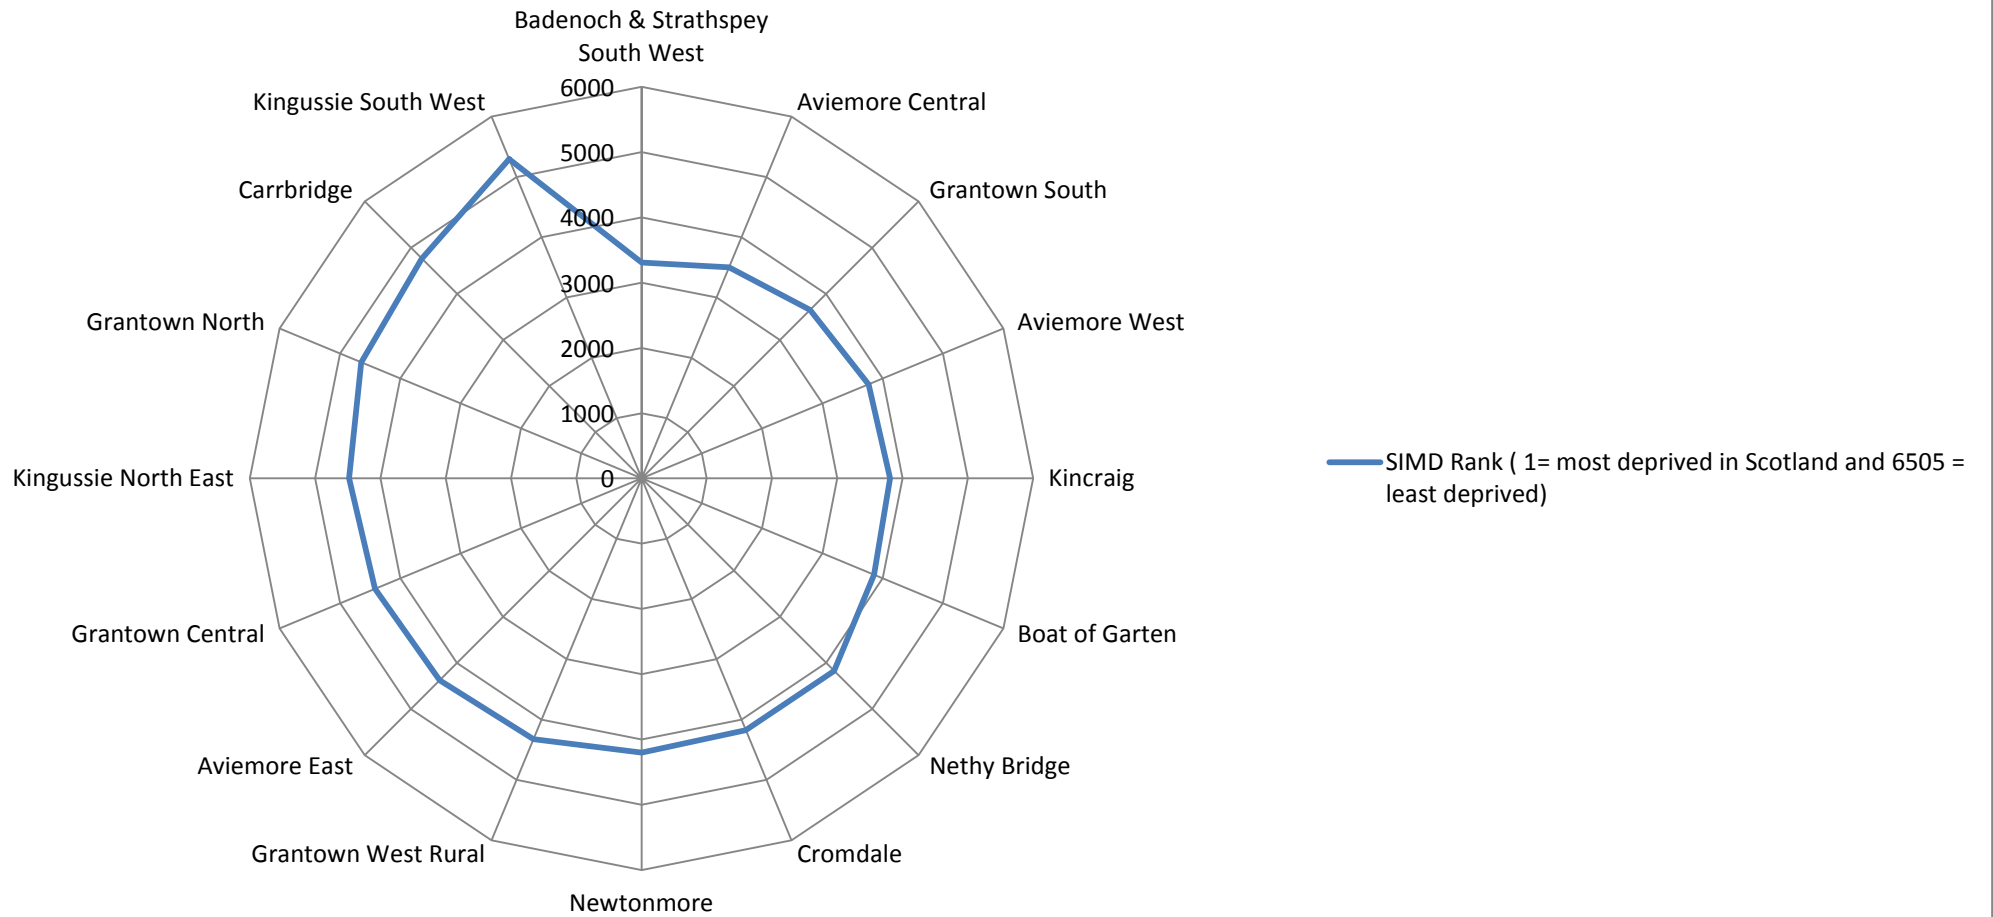 Badenoch & Strathspey
South West
Kingussie South West
6000
Aviemore Central
5000
Carrbridge
Grantown South
4000
Grantown North
3000
Aviemore West
2000
1000
Kingussie North East
0
Kincraig
SIMD Rank ( 1= most deprived in Scotland and 6505 =
least deprived)
Grantown Central
Boat of Garten
Aviemore East
Nethy Bridge
Grantown West Rural
Cromdale
Newtonmore